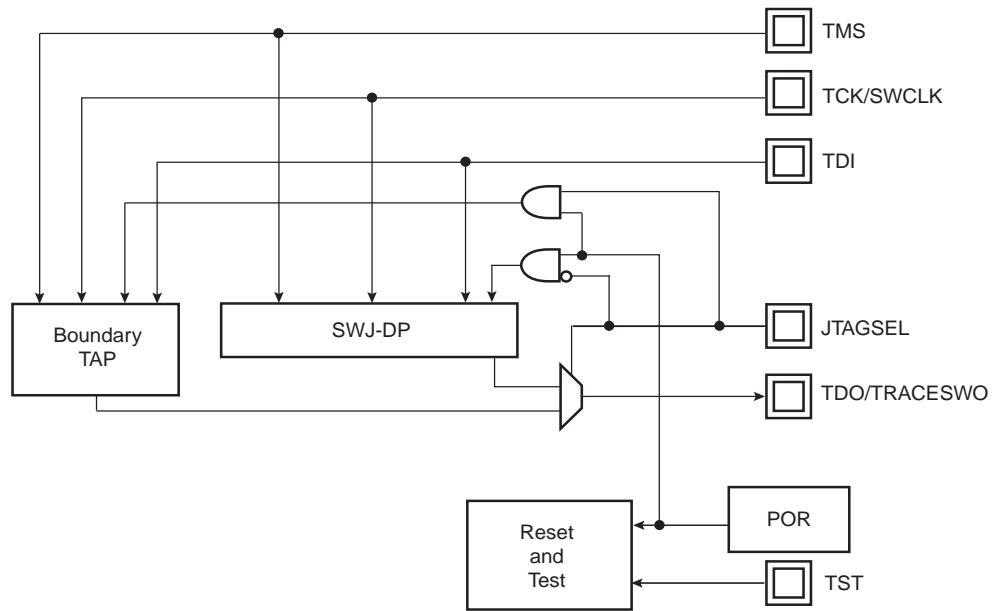 TMS
TCK/SWCLK
TDI
Boundary
TAP
SWJ-DP
JTAGSEL
TDO/TRACESWO
Reset
and
Test
POR
TST